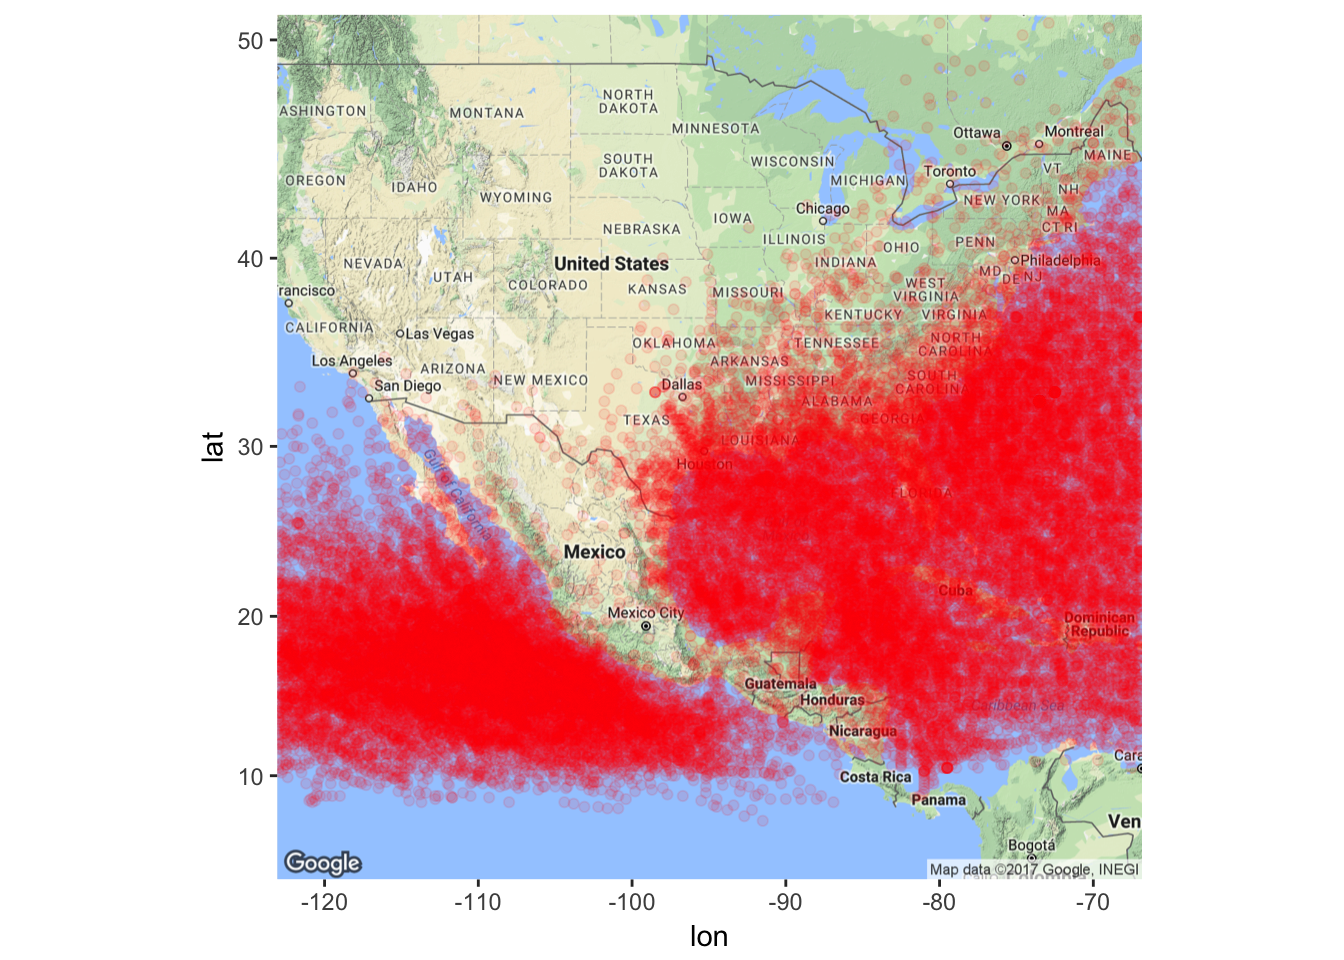 50
NORTH
DAKOTA
ASHINGTON
MONTANA
MINNESOTA
Ottawa
Montreal
SOUTH
DAKOTA
WISCONSIN
MAINE
VT
OREGON
IDAHO
MICHIGAN
Toronto
WYOMING
NH
NEW YORK
Chicago
MA
IOWA
CT RI
NEBRASKA
ILLINOIS
OHIO
PENN
40
NEVADA
United States
INDIANA
Philadelphia
UTAH
COLORADO
KANSAS
MISSOURI
MD
DE NJ
WEST
VIRGINIA
rancisco
KENTUCKY
VIRGINIA
CALIFORNIA
Las Vegas
OKLAHOMA
TENNESSEE
NORTH
CAROLINA
Los Angeles
ARIZONA
ARKANSAS
San Diego
NEW MEXICO
Dallas
MISSISSIPPI
SOUTH
CAROLINA
ALABAMA
TEXAS
GEORGIA
lat
30
LOUISIANA
Houston
Gulf of California
FLORIDA
Mexico
Cuba
20
Mexico City
Dominican
Republic
Guatemala
Honduras
Caribbean Sea
Nicaragua
10
Costa Rica
Cara
Panama
Ven
Bogotá
Google
Map data ©2017 Google, INEGI
-120
-110
-100
-90
-80
-70
lon